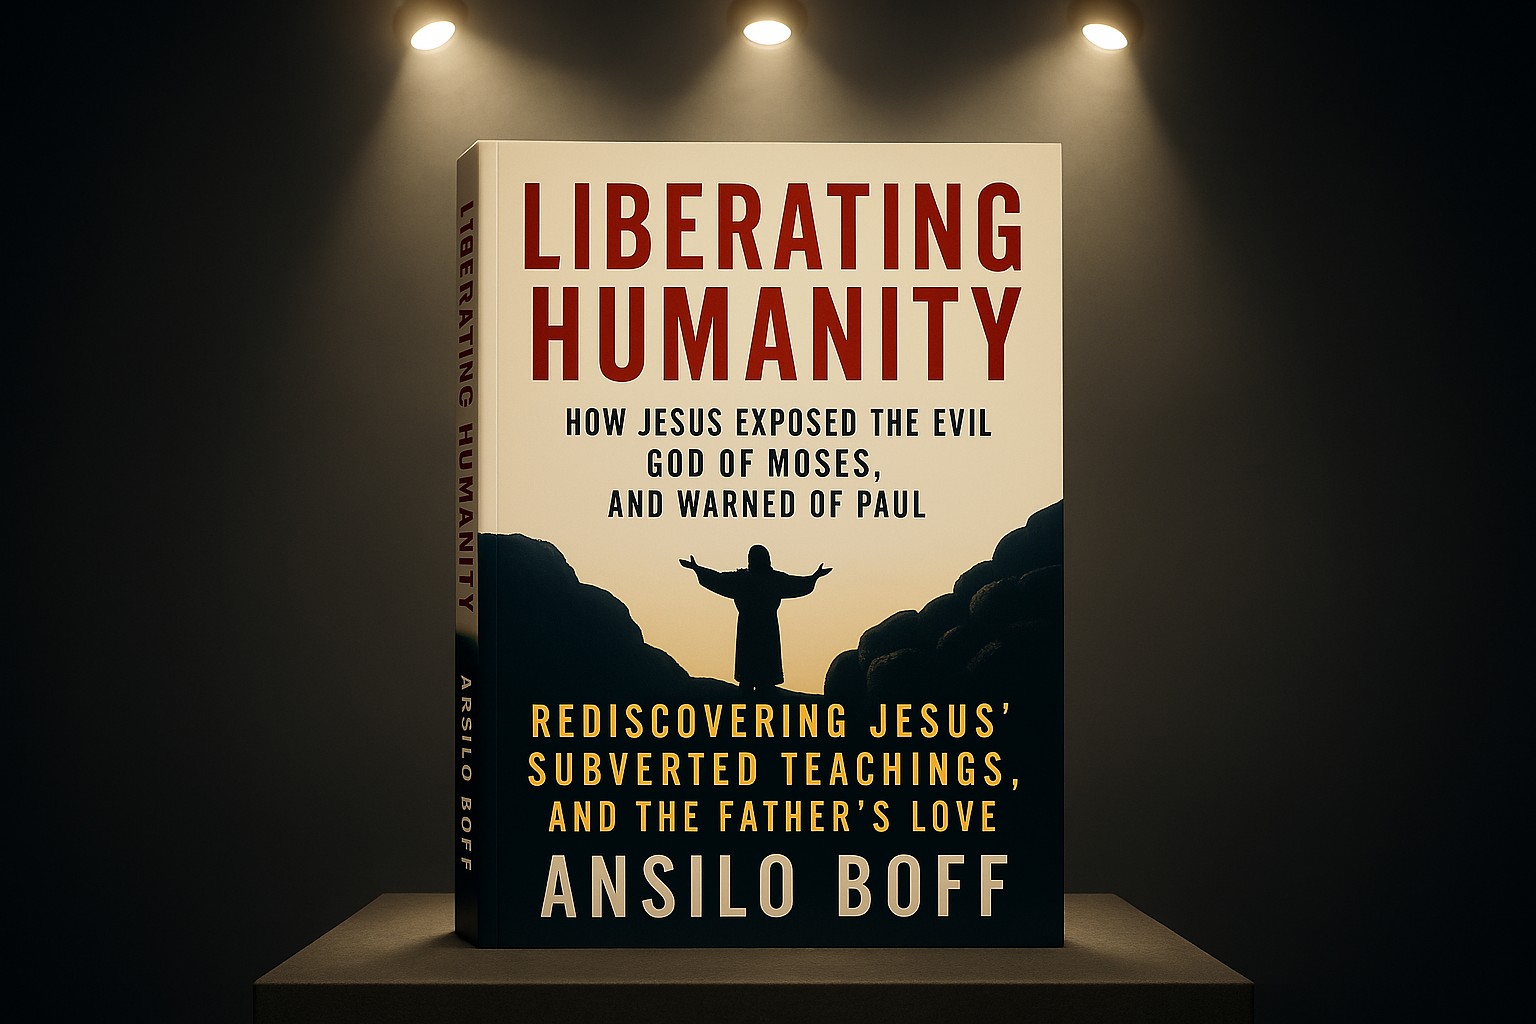 LIBERATING
HUMANITY
HOW JESUS EXPOSED THE EVIL
GOD OF MOSES,
AND WARNED OF PAUL
REDISCOVERING JESUS'
SUBVERTED TEACHINGS,
AND THE FATHER'S LOVE
ANSILO BOFF
LIBERATING HUMANITY
ARSILO BOFF